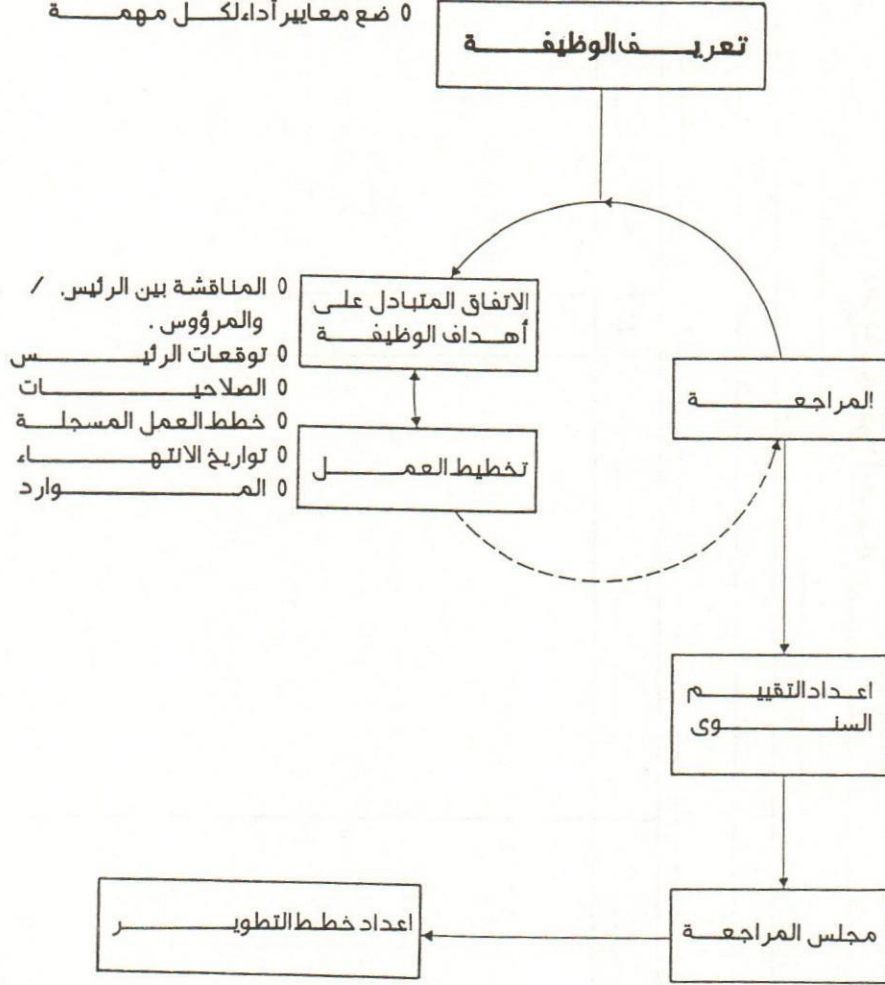 0 ضع معايير أداء لكل مهمة
تعريف الوظيفة
الاتفاق المتبادل على
أهداف الوظيفة
0 المناقشة بين الرئيس. /
والمرؤوس.
0 توقعات الرئيس
0 الصلاحيات
0 خطط العمل المسجلة
0 تواريخ الانتهاء
0 الموارد
تخطيط العمل
المراجعة
اعداد التقييم
السنوى
مجلس المراجعة
اعداد خطط التطوير